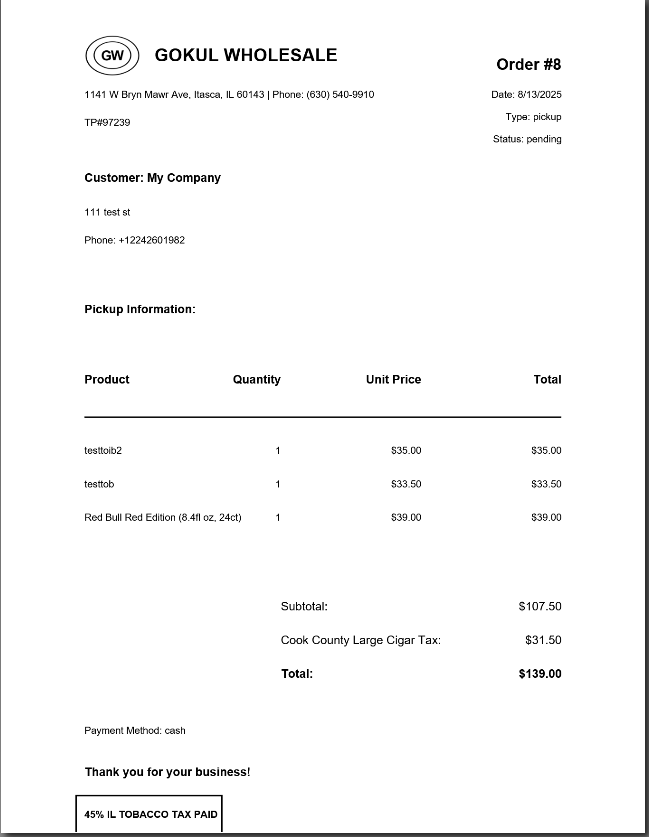 GW GOKUL WHOLESALE
Order #8
1141 W Bryn Mawr Ave, Itasca, IL 60143 | Phone: (630) 540-9910
Date: 8/13/2025
Type: pickup
TP#97239
Status: pending
Customer: My Company
111 test st
Phone: +12242601982
Pickup Information:
Product Quantity Unit Price Total
testtoib2 1 $35.00 $35.00
testtob 1 $33.50 $33.50
Red Bull Red Edition (8.4fl oz, 24ct) 1 $39.00 $39.00
Subtotal: $107.50
Cook County Large Cigar Tax: $31.50
Total: $139.00
Payment Method: cash
Thank you for your business!
45% IL TOBACCO TAX PAID